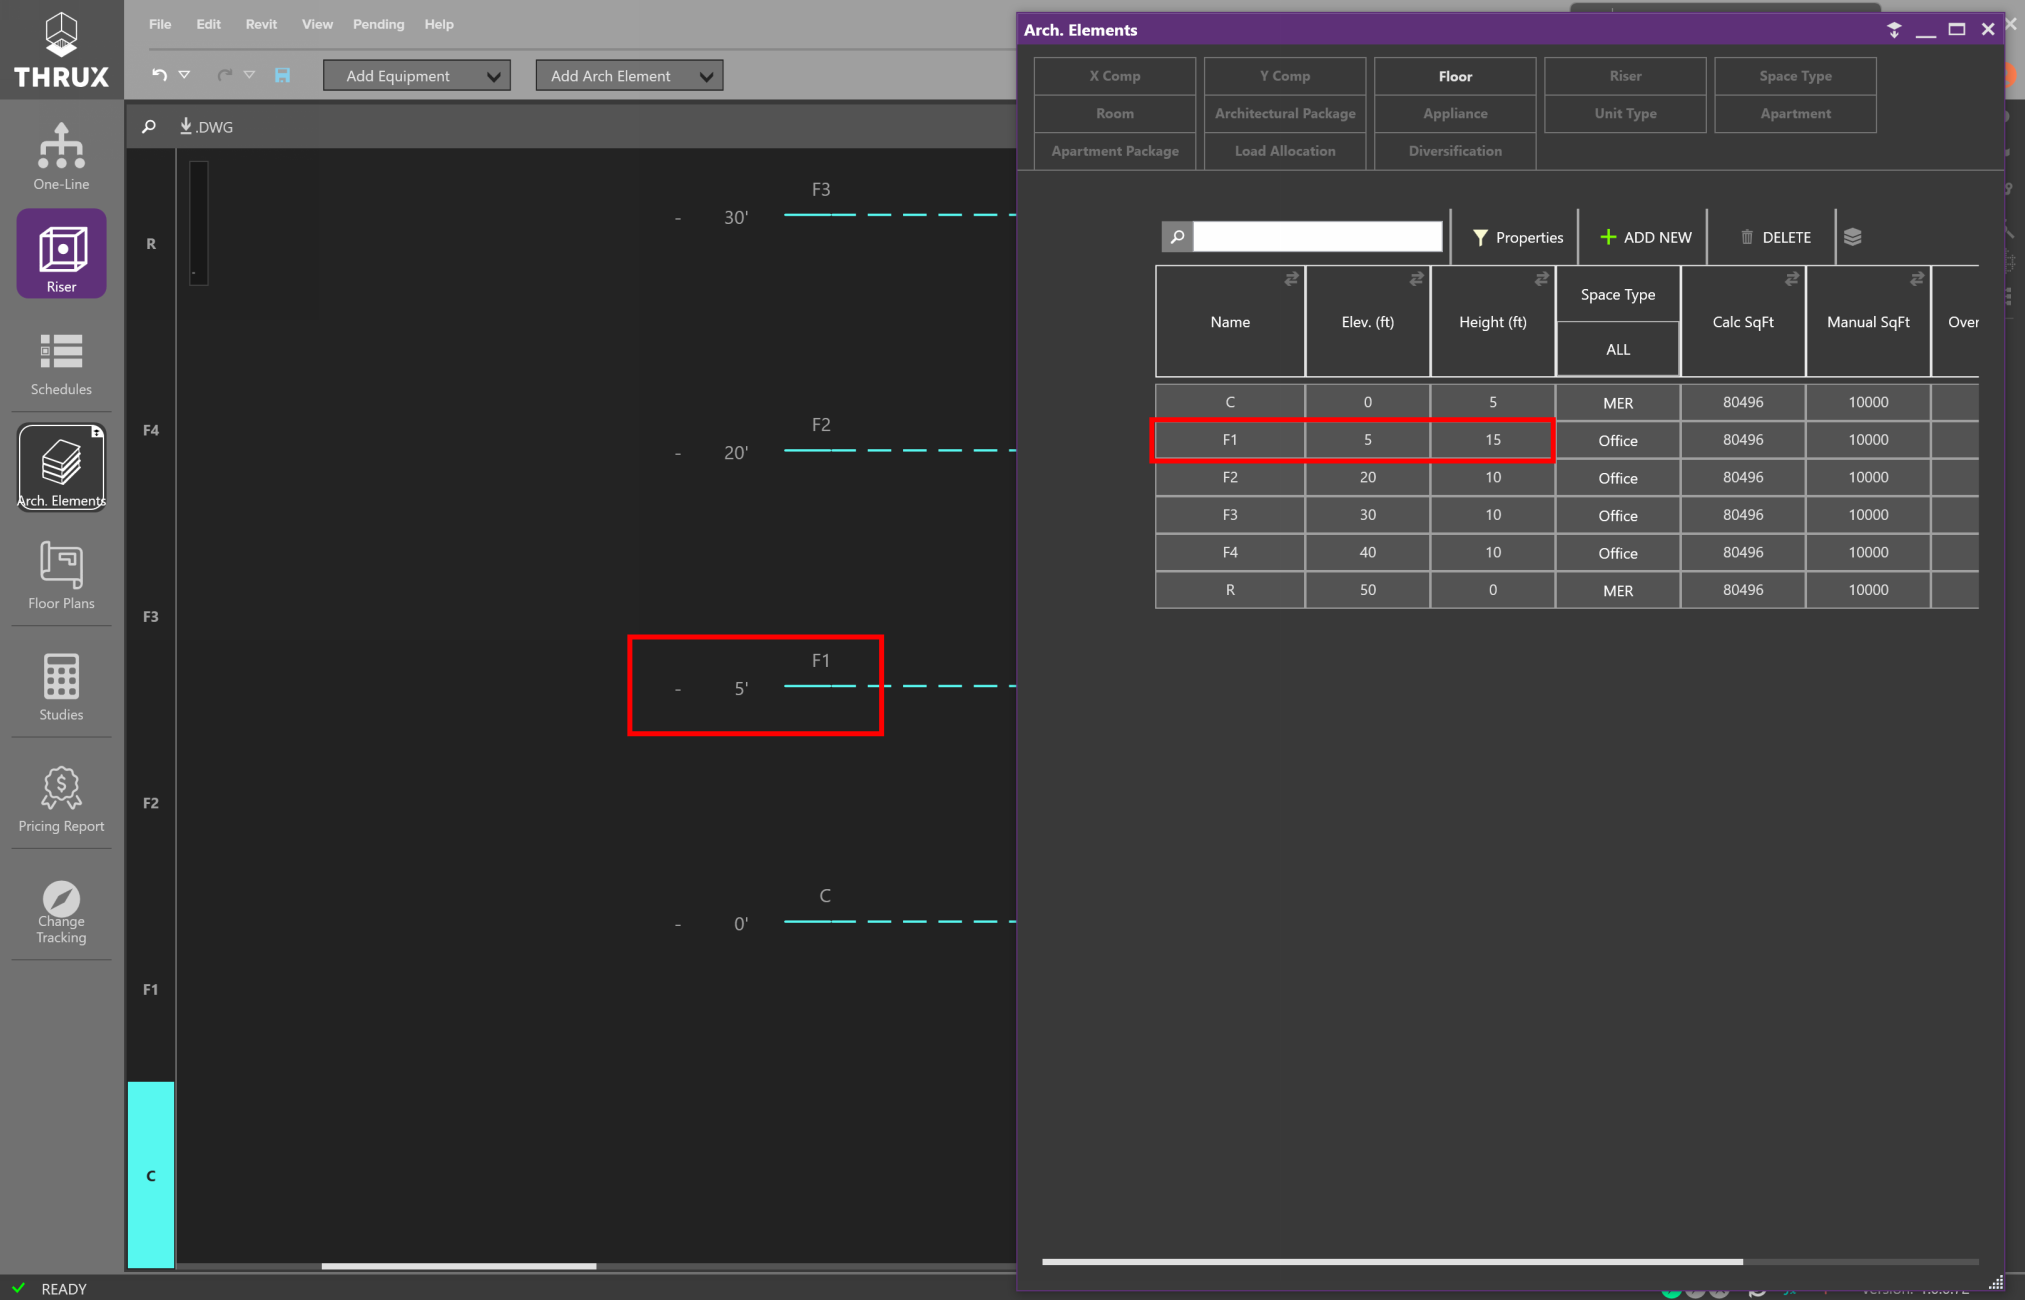 THRUX
File Edit Revit View Pending Help
Add Equipment Add Arch Element
.DWG
One-Line
Riser
Schedules
Arch. Elements
Floor Plans
Studies
Pricing Report
Change
Tracking
R
F4
F3
F2
F1
C
F3
- 30'
F2
- 20'
F1
- 5'
C
- 0'
Arch. Elements
X Comp Y Comp Floor Riser Space Type
Room Architectural Package Appliance Unit Type Apartment
Apartment Package Load Allocation Diversification
Properties ADD NEW DELETE
Name Elev. (ft) Height (ft) Space Type Calc SqFt Manual SqFt Over
ALL
C 0 5 MER 80496 10000
F1 5 15 Office 80496 10000
F2 20 10 Office 80496 10000
F3 30 10 Office 80496 10000
F4 40 10 Office 80496 10000
R 50 0 MER 80496 10000
READY